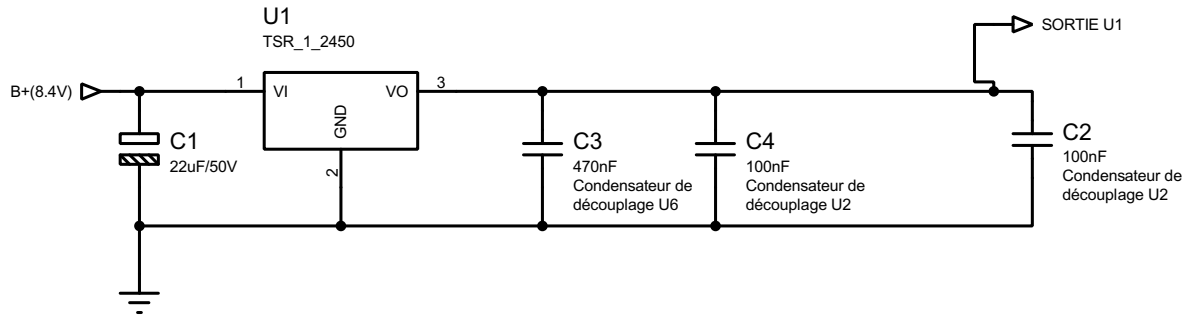 U1
TSR_1_2450
SORTIE U1
B+(8.4V)
1
VI
VO
3
GND
2
C1
22uF/50V
C3
470nF
Condensateur de
découplage U6
C4
100nF
Condensateur de
découplage U2
C2
100nF
Condensateur de
découplage U2